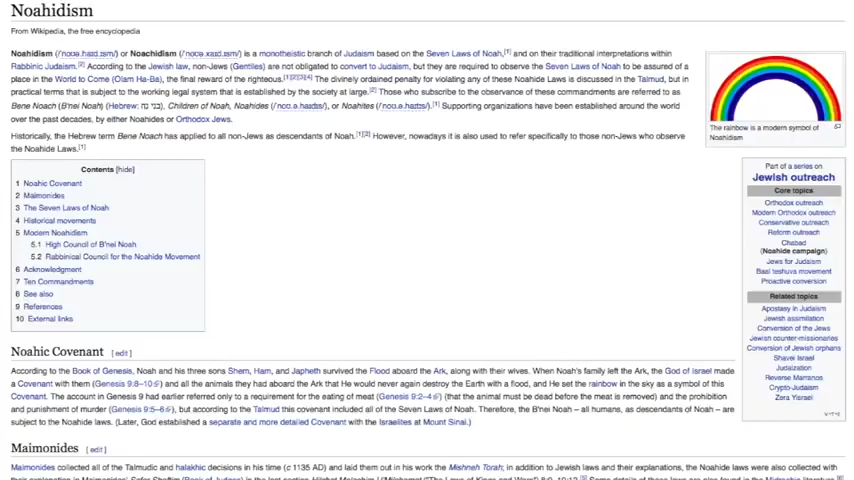 Noahidism
From Wikipedia, the free encyclopedia
Noahidism (/ˈnoʊə.haɪd.ɪsm/) or Noachidism (/ˈnoʊə.xaɪd.ɪsm/) is a monotheistic branch of Judaism based on the Seven Laws of Noah,[1] and on their traditional interpretations within
Rabbinic Judaism.[2] According to the Jewish law, non-Jews (Gentiles) are not obligated to convert to Judaism, but they are required to observe the Seven Laws of Noah to be assured of a
place in the World to Come (Olam Ha-Ba), the final reward of the righteous.[1][2][3][4] The divinely ordained penalty for violating any of these Noahide Laws is discussed in the Talmud, but in
practical terms that is subject to the working legal system that is established by the society at large.[2] Those who subscribe to the observance of these commandments are referred to as
Bene Noach (B'nei Noah) (Hebrew: בני נח), Children of Noah, Noahides (/ˈnoʊ.ə.haɪdɪs/), or Noahites (/ˈnoʊ.ə.haɪtɪs/).[1] Supporting organizations have been established around the world
over the past decades, by either Noahides or Orthodox Jews.
Historically, the Hebrew term Bene Noach has applied to all non-Jews as descendants of Noah.[1][2] However, nowadays it is also used to refer specifically to those non-Jews who observe
the Noahide Laws.[1]
The rainbow is a modern symbol of
Noahidism
Contents [hide]
1 Noahic Covenant
2 Maimonides
3 The Seven Laws of Noah
4 Historical movements
5 Modern Noahidism
5.1 High Council of B'nei Noah
5.2 Rabbinical Council for the Noahide Movement
6 Acknowledgment
7 Ten Commandments
8 See also
9 References
10 External links
Part of a series on
Jewish outreach
Core topics
Orthodox outreach
Modern Orthodox outreach
Conservative outreach
Reform outreach
Chabad
(Noahide campaign)
Jews for Judaism
Baal teshuva movement
Proactive conversion
Related topics
Apostasy in Judaism
Jewish assimilation
Conversion of the Jews
Jewish counter-missionaries
Conversion of Jewish orphans
Shavei Israel
Judaization
Reverse Marranos
Crypto-Judaism
Zera Yisrael
V·T·E
Noahic Covenant [ edit ]
According to the Book of Genesis, Noah and his three sons Shem, Ham, and Japheth survived the Flood aboard the Ark, along with their wives. When Noah's family left the Ark, the God of Israel made
a Covenant with them (Genesis 9:8–10) and all the animals they had aboard the Ark that He would never again destroy the Earth with a flood, and He set the rainbow in the sky as a symbol of this
Covenant. The account in Genesis 9 had earlier referred only to a requirement for the eating of meat (Genesis 9:2–4) (that the animal must be dead before the meat is removed) and the prohibition
and punishment of murder (Genesis 9:5–6), but according to the Talmud this covenant included all of the Seven Laws of Noah. Therefore, the B'nei Noah – all humans, as descendants of Noah – are
subject to the Noahide laws. (Later, God established a separate and more detailed Covenant with the Israelites at Mount Sinai.)
Maimonides [ edit ]
Maimonides collected all of the Talmudic and halakhic decisions in his time (c 1135 AD) and laid them out in his work the Mishneh Torah; in addition to Jewish laws and their explanations, the Noahide laws were also collected with